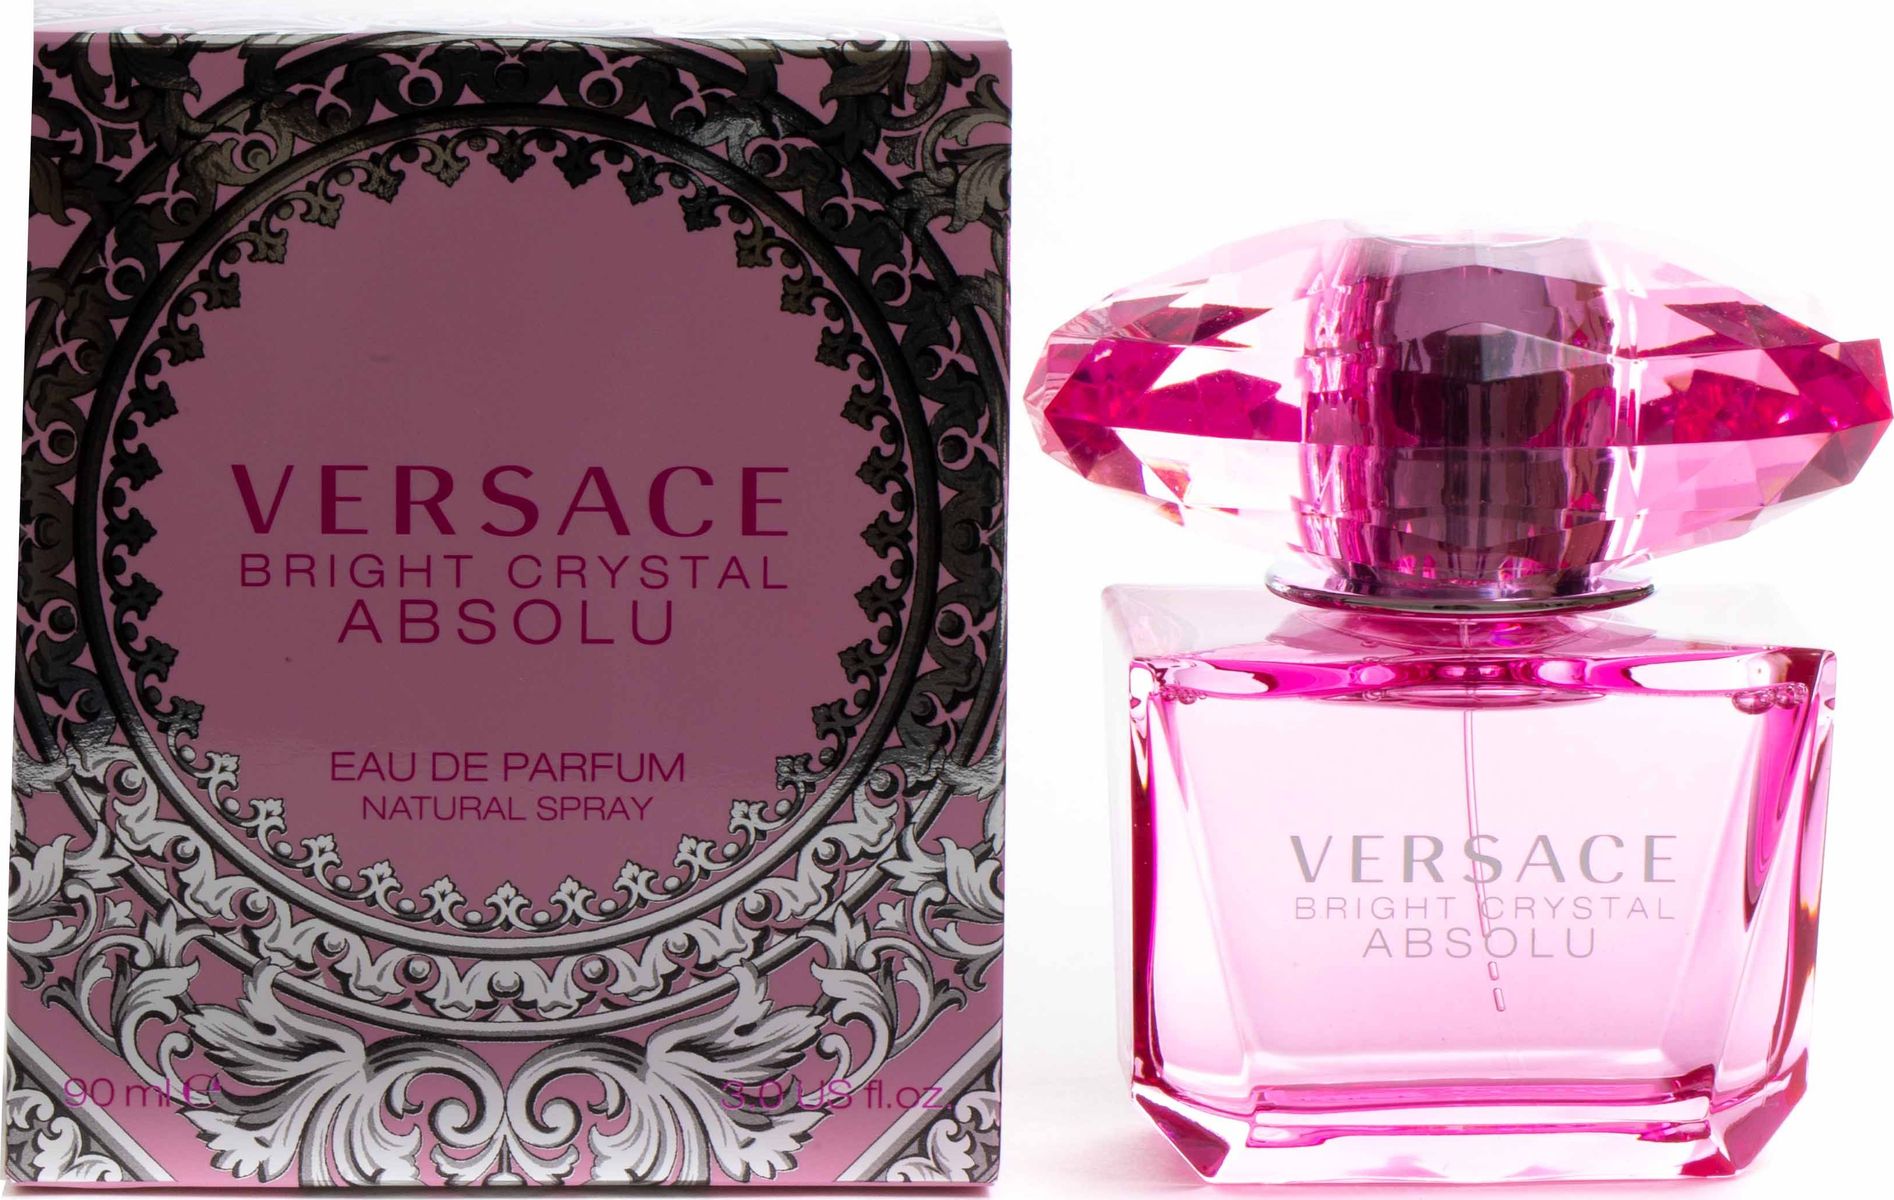 VERSACE
BRIGHT CRYSTAL
ABSOLU
EAU DE PARFUM
NATURAL SPRAY
90 ml ℮
3.0 US fl.oz.
VERSACE
BRIGHT CRYSTAL
ABSOLU